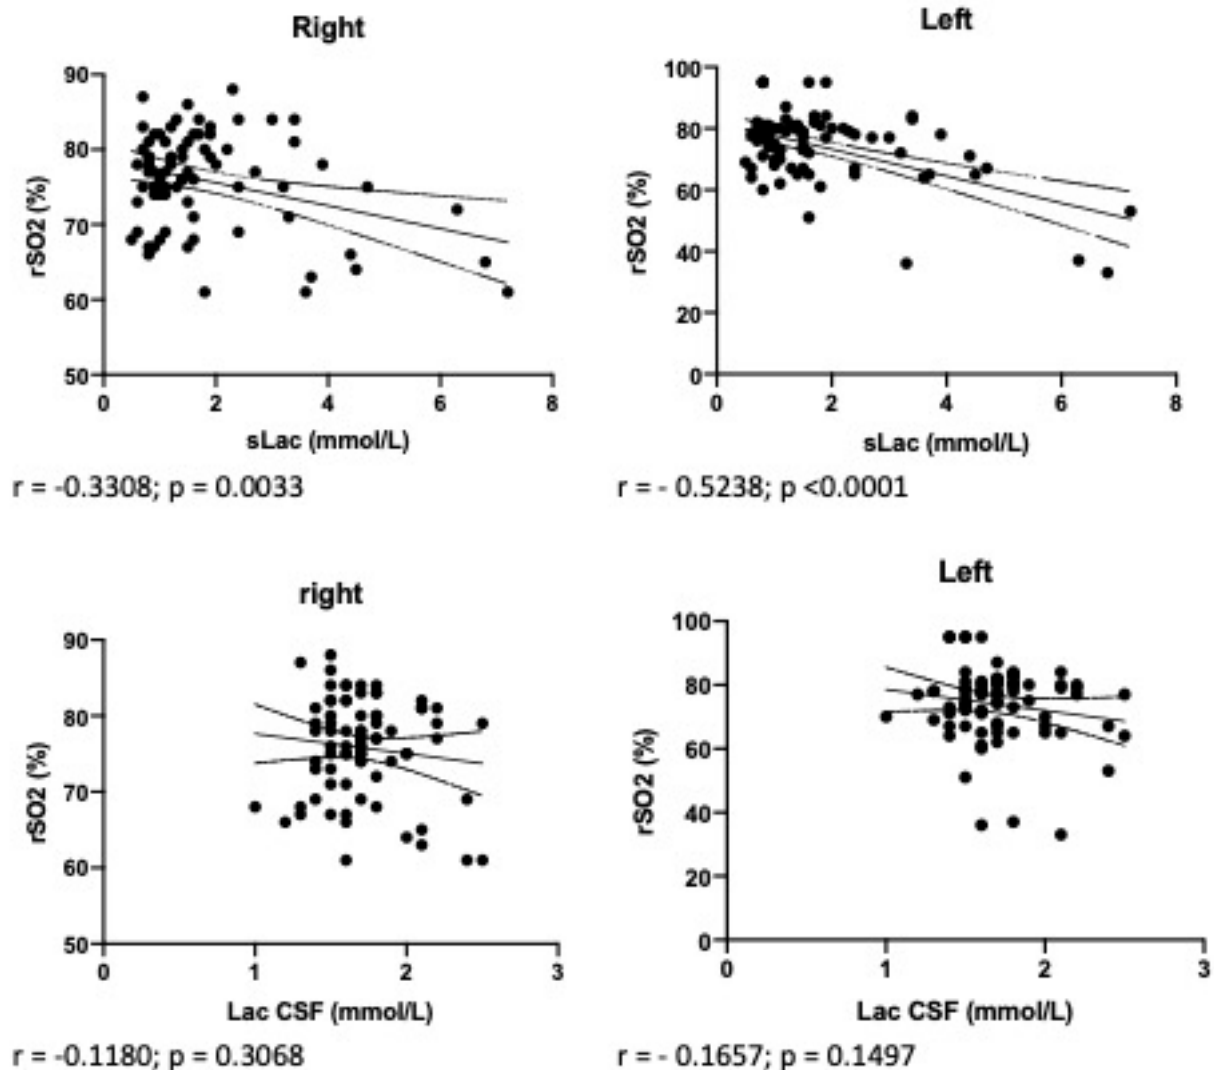 Right
90
80
70
60
50
rSO2 (%)
0 2 4 6 8
sLac (mmol/L)
r = -0.3308; p = 0.0033
Left
100
80
60
40
20
0
rSO2 (%)
0 2 4 6 8
sLac (mmol/L)
r = - 0.5238; p <0.0001
right
90
80
70
60
50
rSO2 (%)
0 1 2 3
Lac CSF (mmol/L)
r = -0.1180; p = 0.3068
Left
100
80
60
40
20
0
rSO2 (%)
0 1 2 3
Lac CSF (mmol/L)
r = - 0.1657; p = 0.1497